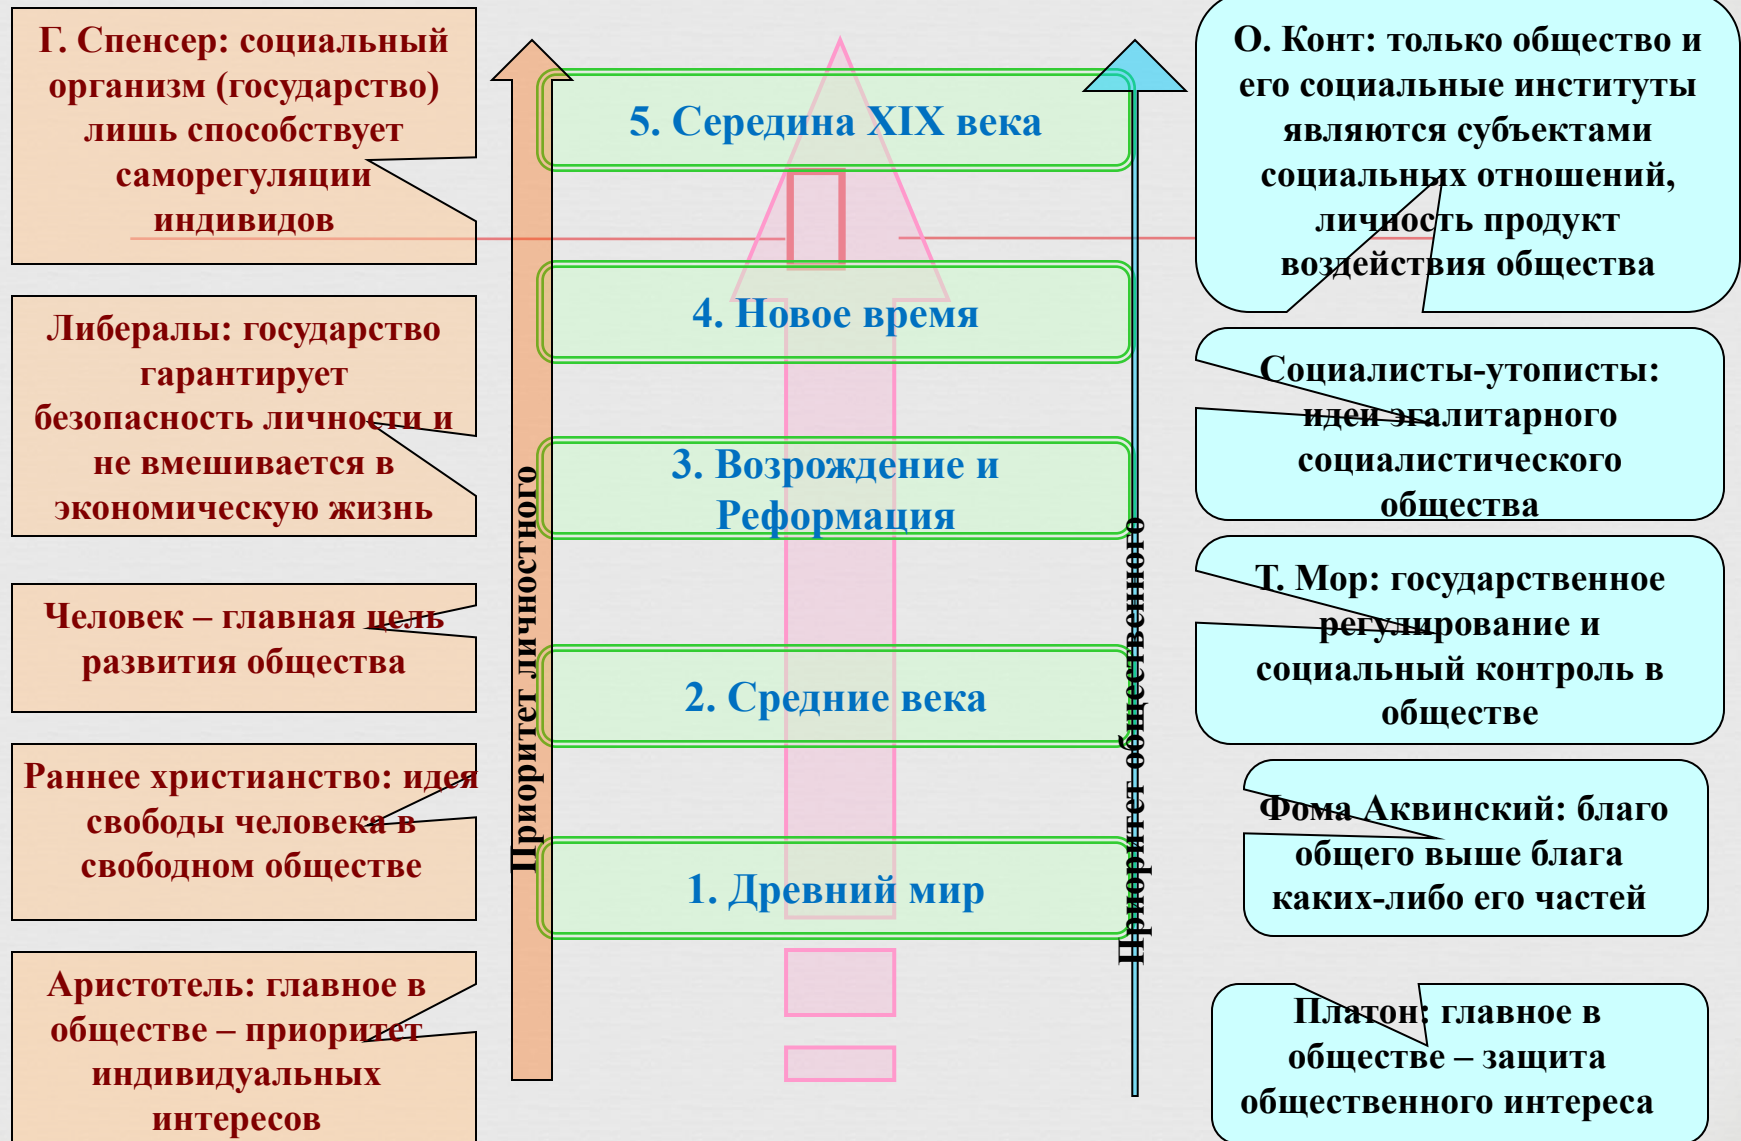 Г. Спенсер: социальный
организм (государство)
лишь способствует
саморегуляции
индивидов
Либералы: государство
гарантирует
безопасность личности и
не вмешивается в
экономическую жизнь
Человек – главная цель
развития общества
Раннее христианство: идея
свободы человека в
свободном обществе
Аристотель: главное в
обществе – приоритет
индивидуальных
интересов
Приоритет личностного
5. Середина XIX века
4. Новое время
3. Возрождение и
Реформация
2. Средние века
1. Древний мир
Приоритет общественного
О. Конт: только общество и
его социальные институты
являются субъектами
социальных отношений,
личность продукт
воздействия общества
Социалисты-утописты:
идеи эгалитарного
социалистического
общества
Т. Мор: государственное
регулирование и
социальный контроль в
обществе
Фома Аквинский: благо
общего выше блага
каких-либо его частей
Платон: главное в
обществе – защита
общественного интереса